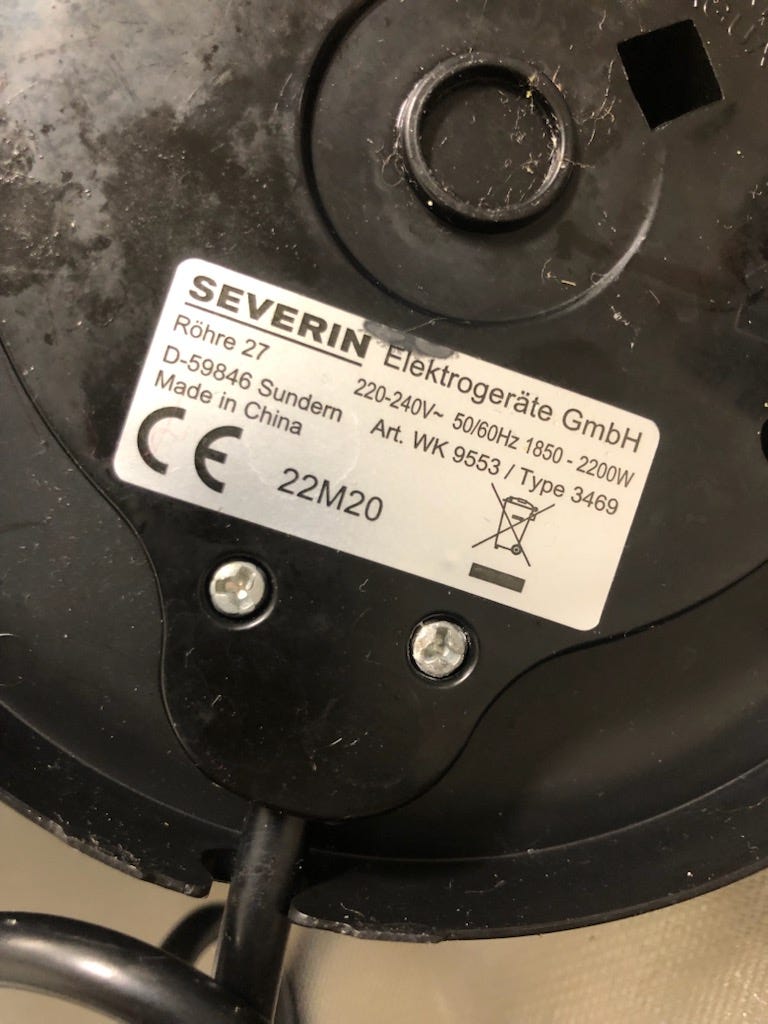 SEVERIN Elektrogeräte GmbH
Röhre 27
D-59846 Sundern
Made in China
220-240V~ 50/60Hz 1850 - 2200W
Art. WK 9553 / Type 3469
CE
22M20